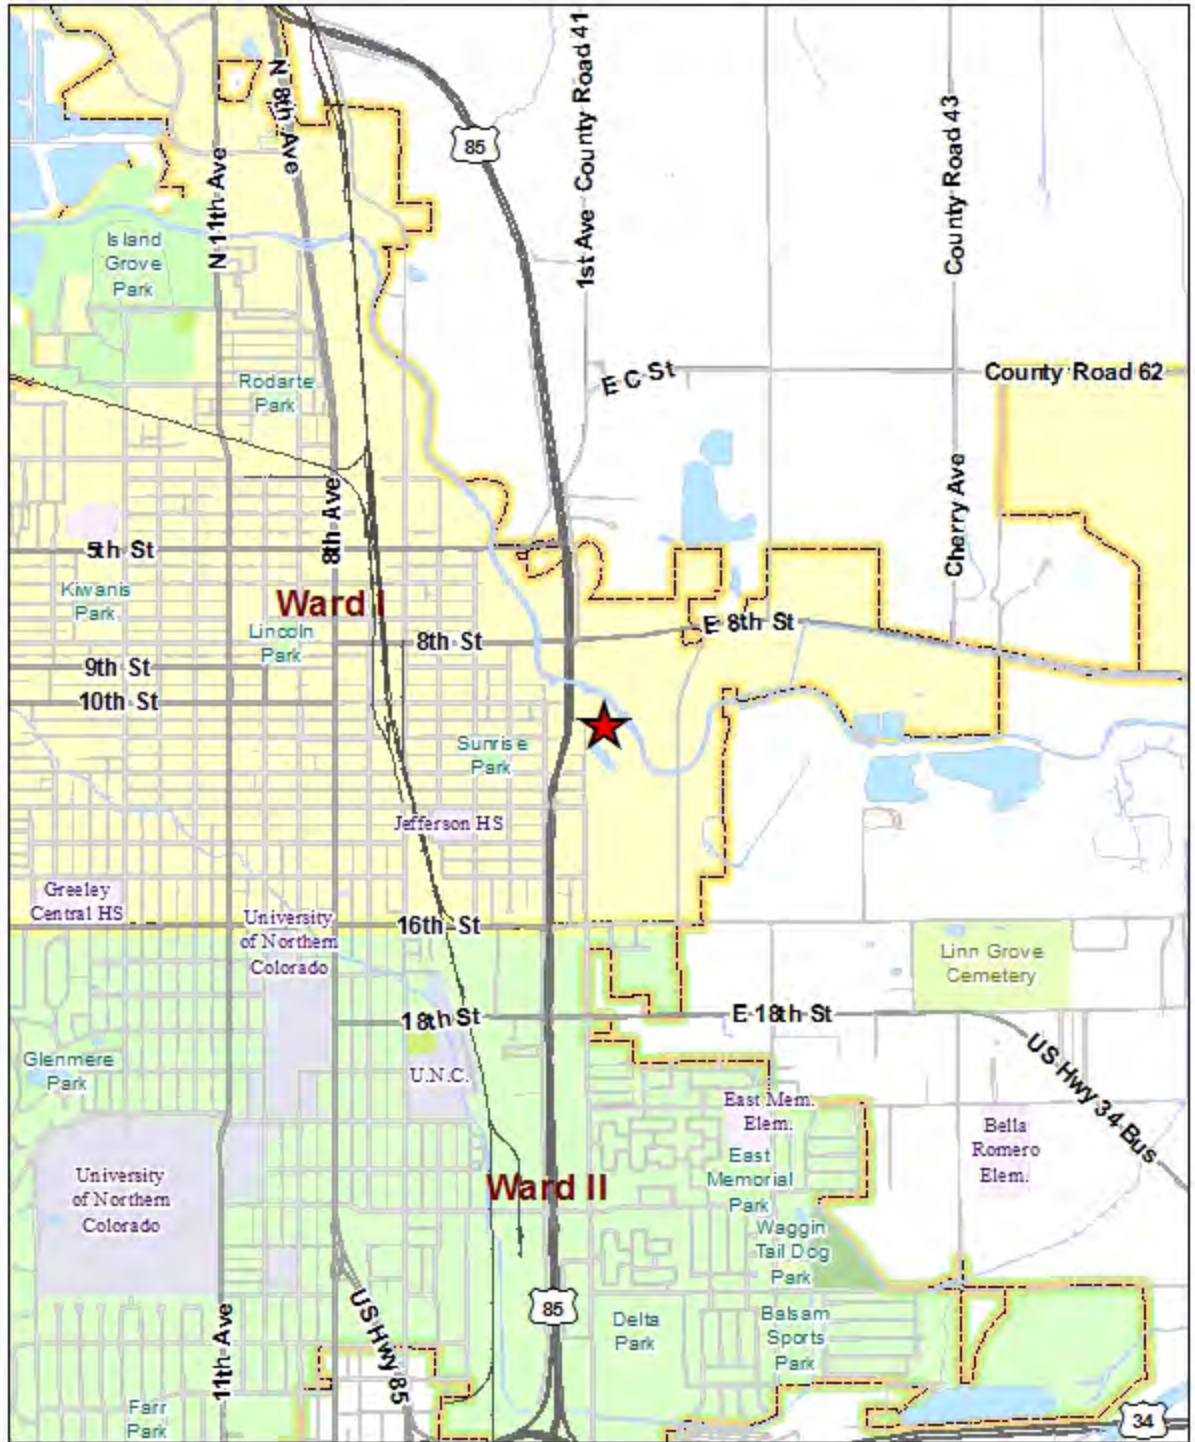 N 8th Ave
1st Ave
County Road 41
85
County Road 43
N 11th Ave
Island
Grove
Park
E C St
County Road 62
Rodarte
Park
8th Ave
Cherry Ave
5th St
Kiwanis
Park
Ward I
Lincoln
Park
8th St
E 8th St
9th St
10th St
Sunrise
Park
Jefferson HS
Greeley
Central HS
University
of Northern
Colorado
16th St
Linn Grove
Cemetery
18th St
E 18th St
US Hwy 34 Bus
Glenmere
Park
U.N.C.
East Mem.
Elem.
Bella
Romero
Elem.
East
Memorial
Park
University
of Northern
Colorado
Ward II
Waggin
Tail Dog
Park
85
US Hwy 85
11th Ave
Delta
Park
Balsam
Sports
Park
Farr
Park
34